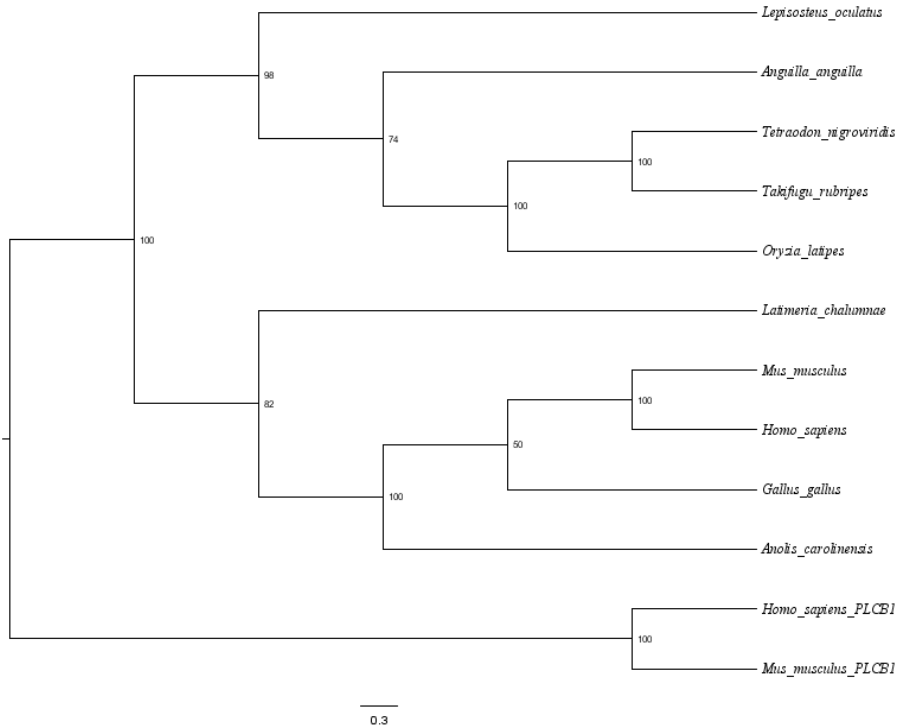 Lepisosteus_oculatus
98
Anguilla_anguilla
74
Tetraodon_nigroviridis
100
Takifugu_rubripes
100
Oryzia_latipes
100
Latimeria_chalumnae
Mus_musculus
82
100
Homo_sapiens
50
Gallus_gallus
100
Anolis_carolinensis
Homo_sapiens_PLCB1
100
Mus_musculus_PLCB1
0.3